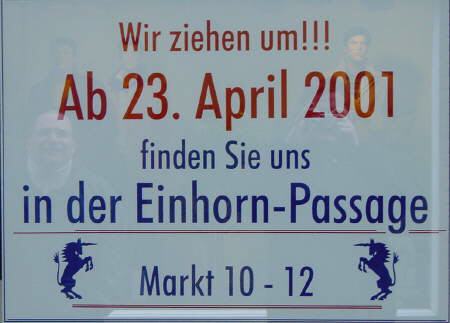 Wir ziehen um!!!
Ab 23. April 2001
finden Sie uns
in der Einhorn-Passage
Markt 10 - 12